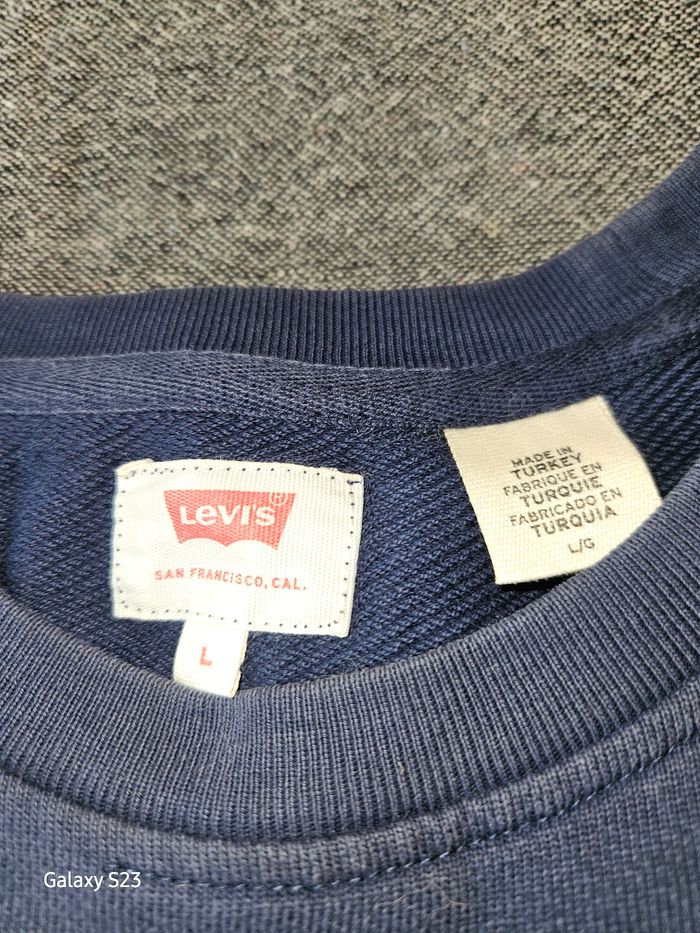 LEVI'S®
SAN FRANCISCO, CAL.
L
MADE IN
TURKEY
FABRIQUE EN
TURQUIE
FABRICADO EN
TURQUIA
L/G
Galaxy S23